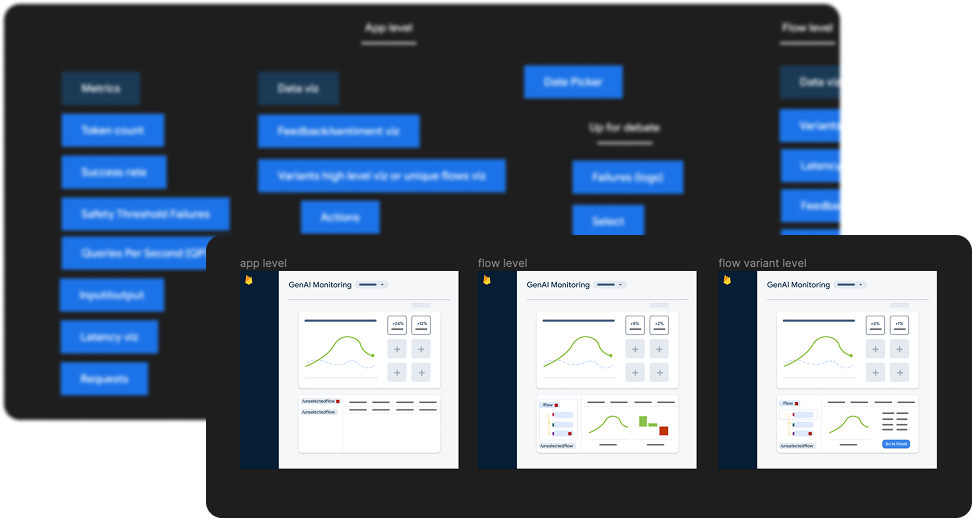 App level
Flow level
Metrics
Data viz
Date Picker
Data viz
Token count
Feedback/sentiment viz
Variants
Up for debate
Success rate
Variants high level viz or unique flows viz
Failures (logs)
Latency
Safety Threshold Failures
Actions
Select
Feedba
Queries Per Second (QP
Input/output
Latency viz
Requests
app level
flow level
flow variant level
GenAI Monitoring
GenAI Monitoring
GenAI Monitoring
+24%
+12%
+8%
+2%
+4%
+1%
/unselectedflow
/unselectedflow
/flow
/unselectedflow
/flow
/unselectedflow
Go to Cloud